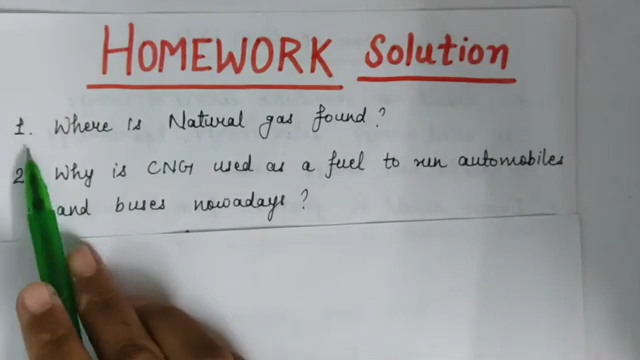 HOMEWORK Solution
1. Where is Natural gas found?
2 Why is CNG used as a fuel to run automobiles
and buses nowadays?